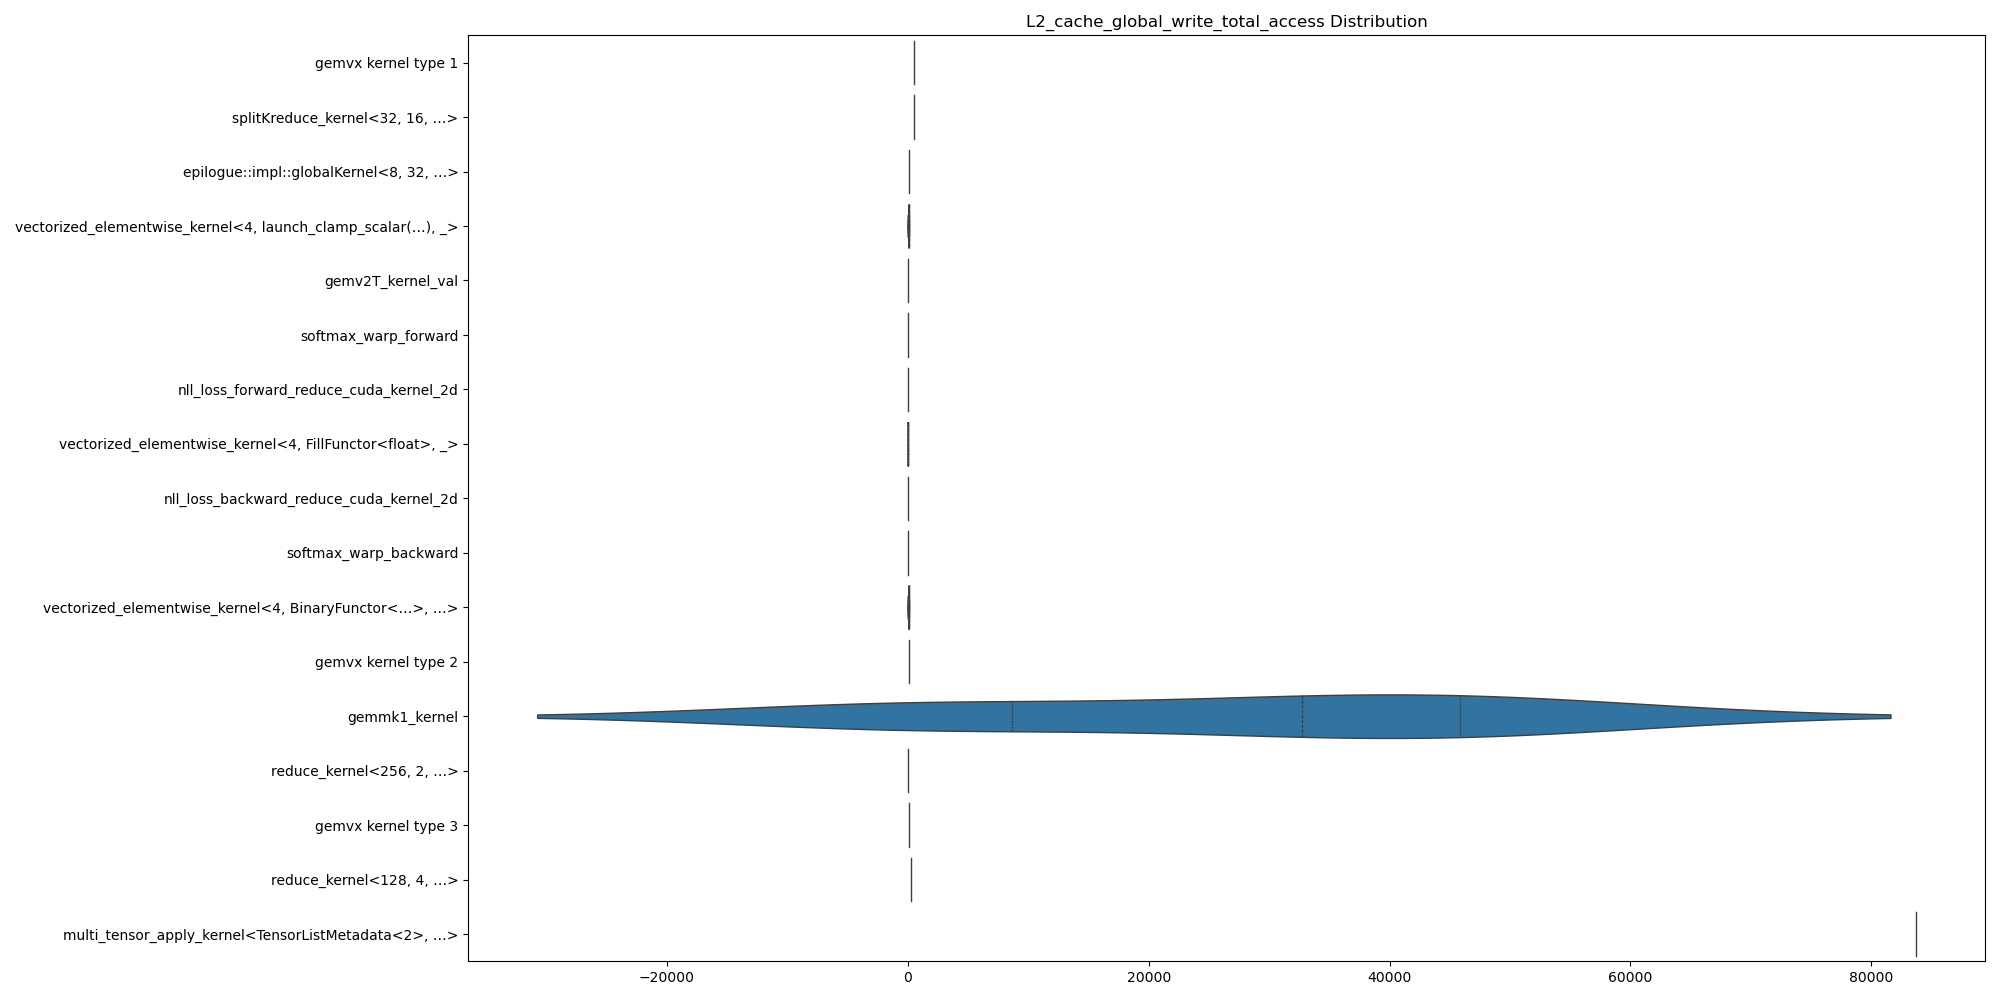 L2_cache_global_write_total_access Distribution
gemvx kernel type 1
splitKreduce_kernel<32, 16, ...>
epilogue::impl::globalKernel<8, 32, ...>
vectorized_elementwise_kernel<4, launch_clamp_scalar(...), _>
gemv2T_kernel_val
softmax_warp_forward
nll_loss_forward_reduce_cuda_kernel_2d
vectorized_elementwise_kernel<4, FillFunctor<float>, _>
nll_loss_backward_reduce_cuda_kernel_2d
softmax_warp_backward
vectorized_elementwise_kernel<4, BinaryFunctor<...>, ...>
gemvx kernel type 2
gemmk1_kernel
reduce_kernel<256, 2, ...>
gemvx kernel type 3
reduce_kernel<128, 4, ...>
multi_tensor_apply_kernel<TensorListMetadata<2>, ...>
−20000 0 20000 40000 60000 80000